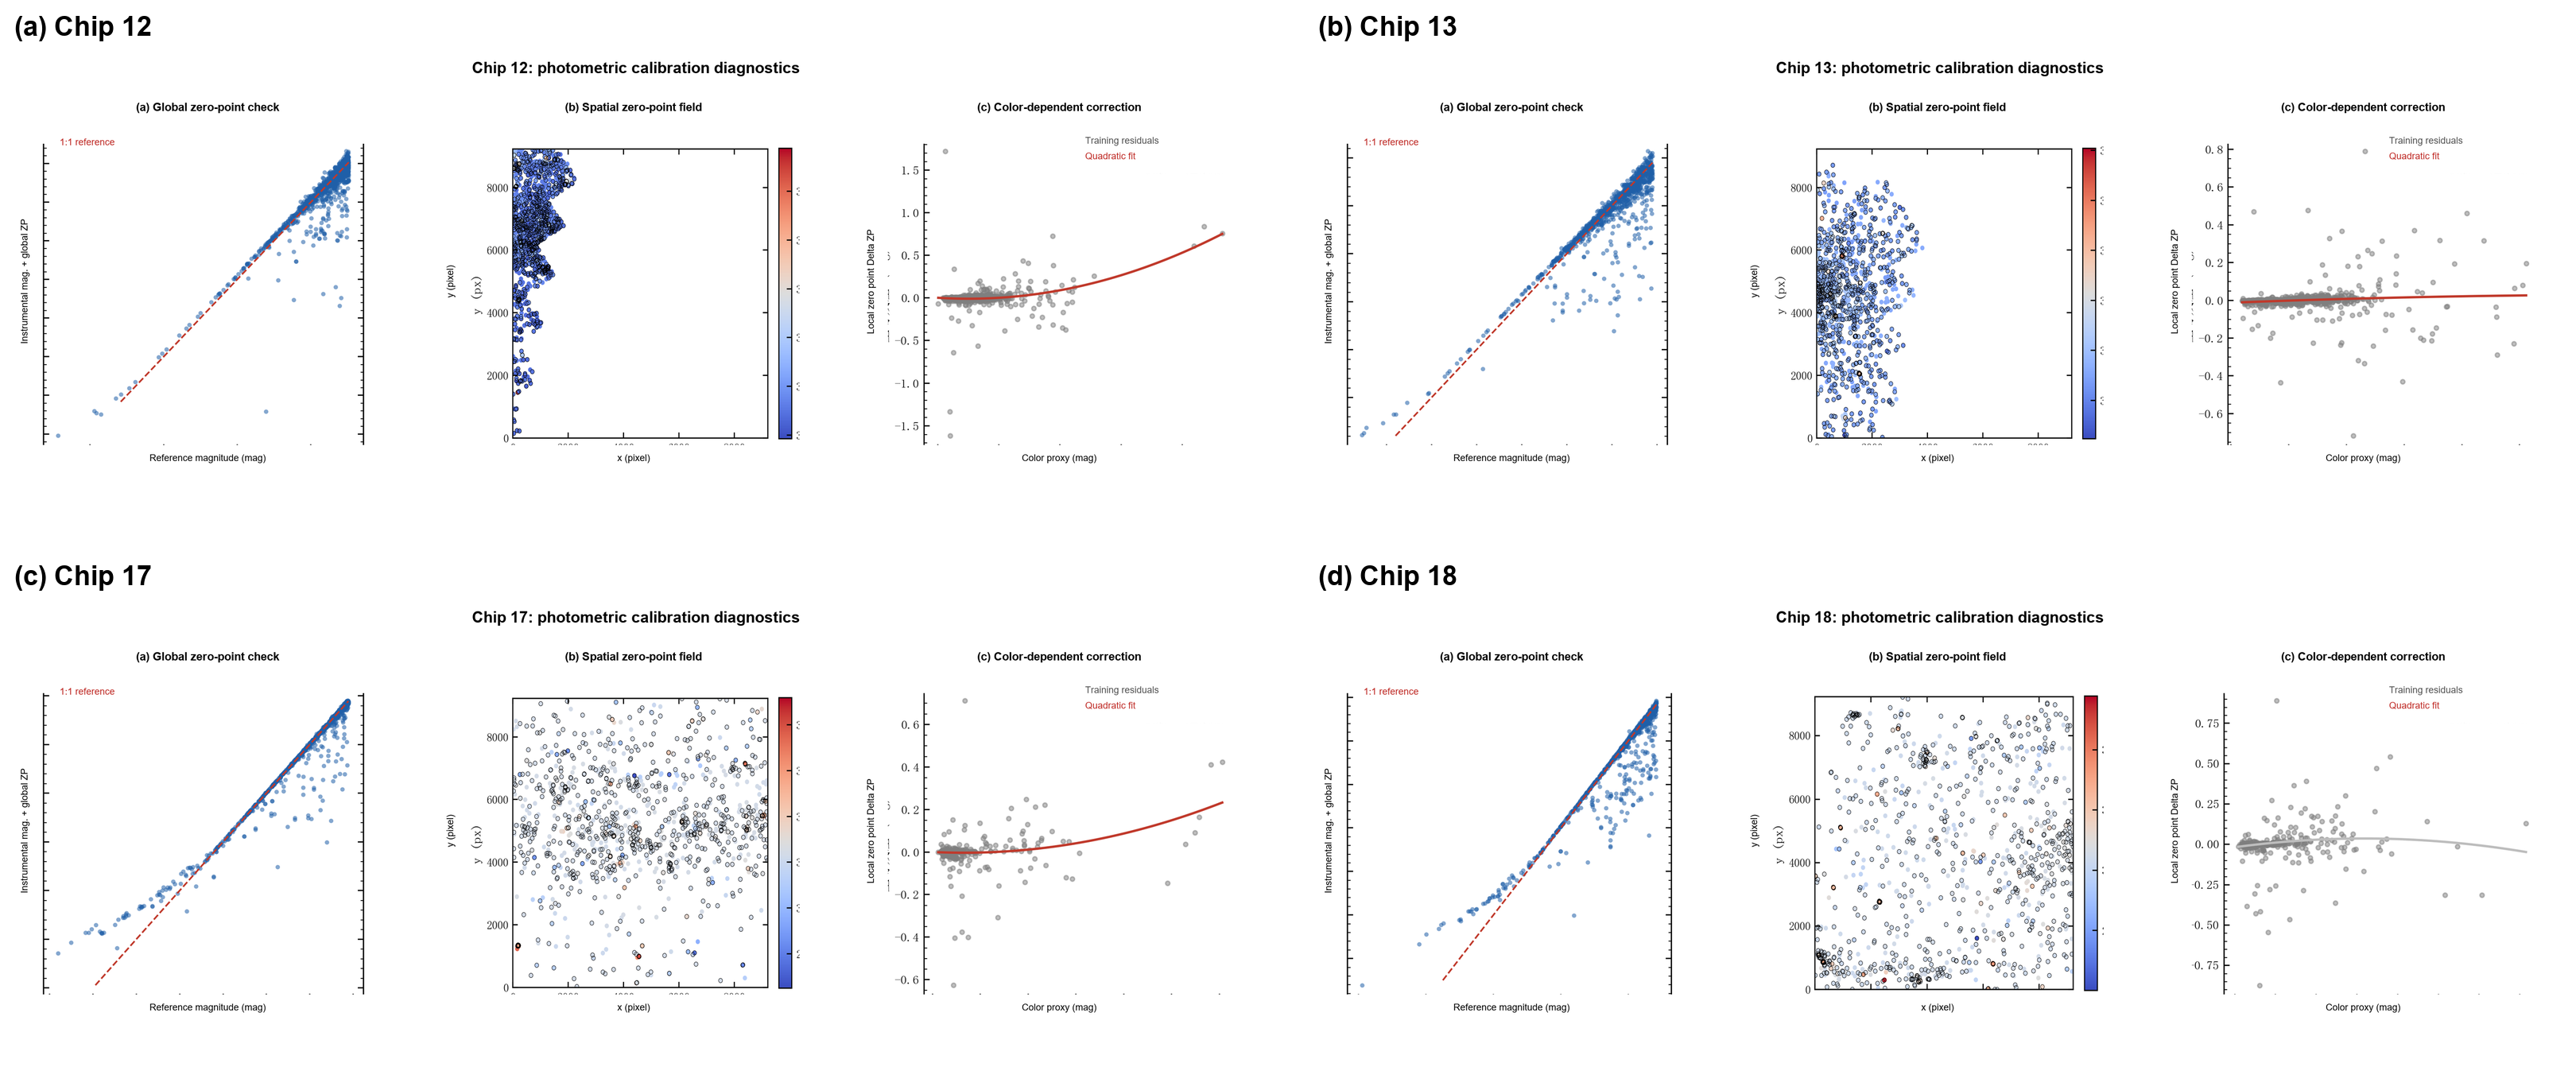 (a) Chip 12
Chip 12: photometric calibration diagnostics
(a) Global zero-point check
1:1 reference
Instrumental mag. + global ZP
Reference magnitude (mag)
(b) Spatial zero-point field
y (pixel)
y (px)
8000
6000
4000
2000
0
x (pixel)
(c) Color-dependent correction
Training residuals
Quadratic fit
Local zero point Delta ZP
1.5
1.0
0.5
0.0
−0.5
−1.0
−1.5
Color proxy (mag)
(b) Chip 13
Chip 13: photometric calibration diagnostics
(a) Global zero-point check
1:1 reference
Instrumental mag. + global ZP
Reference magnitude (mag)
(b) Spatial zero-point field
y (pixel)
y (px)
8000
6000
4000
2000
0
x (pixel)
(c) Color-dependent correction
Training residuals
Quadratic fit
Local zero point Delta ZP
0.8
0.6
0.4
0.2
0.0
−0.2
−0.4
−0.6
Color proxy (mag)
(c) Chip 17
Chip 17: photometric calibration diagnostics
(a) Global zero-point check
1:1 reference
Instrumental mag. + global ZP
Reference magnitude (mag)
(b) Spatial zero-point field
y (pixel)
y (px)
8000
6000
4000
2000
0
x (pixel)
(c) Color-dependent correction
Training residuals
Quadratic fit
Local zero point Delta ZP
0.6
0.4
0.2
0.0
−0.2
−0.4
−0.6
Color proxy (mag)
(d) Chip 18
Chip 18: photometric calibration diagnostics
(a) Global zero-point check
1:1 reference
Instrumental mag. + global ZP
Reference magnitude (mag)
(b) Spatial zero-point field
y (pixel)
y (px)
8000
6000
4000
2000
0
x (pixel)
(c) Color-dependent correction
Training residuals
Quadratic fit
Local zero point Delta ZP
0.75
0.50
0.25
0.00
-0.25
-0.50
-0.75
Color proxy (mag)